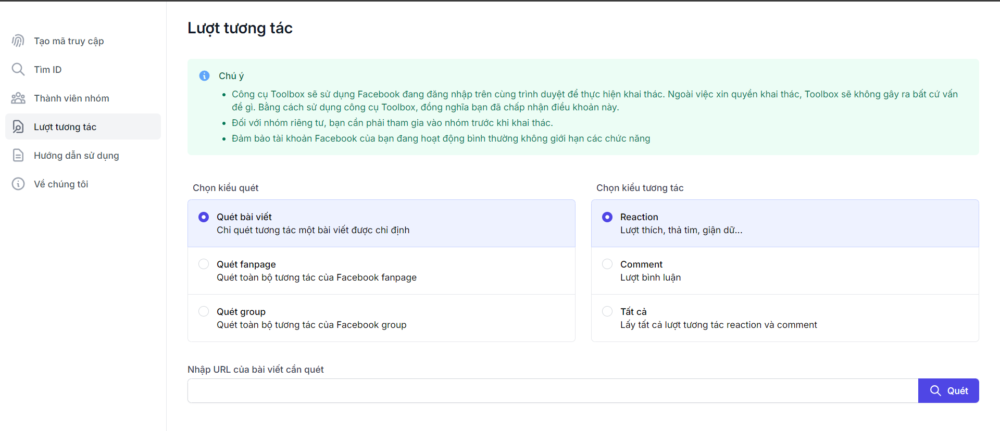 Tạo mã truy cập
Tìm ID
Thành viên nhóm
Lượt tương tác
Hướng dẫn sử dụng
Về chúng tôi
Lượt tương tác
Chú ý
Công cụ Toolbox sẽ sử dụng Facebook đang đăng nhập trên cùng trình duyệt để thực hiện khai thác. Ngoài việc xin quyền khai thác, Toolbox sẽ không gây ra bất cứ vấn
đề gì. Bằng cách sử dụng công cụ Toolbox, đồng nghĩa bạn đã chấp nhận điều khoản này.
Đối với nhóm riêng tư, bạn cần phải tham gia vào nhóm trước khi khai thác.
Đảm bảo tài khoản Facebook của bạn đang hoạt động bình thường không giới hạn các chức năng
Chọn kiểu quét
Quét bài viết
Chỉ quét tương tác một bài viết được chỉ định
Quét fanpage
Quét toàn bộ tương tác của Facebook fanpage
Quét group
Quét toàn bộ tương tác của Facebook group
Chọn kiểu tương tác
Reaction
Lượt thích, thả tim, giận dữ...
Comment
Lượt bình luận
Tất cả
Lấy tất cả lượt tương tác reaction và comment
Nhập URL của bài viết cần quét
Quét